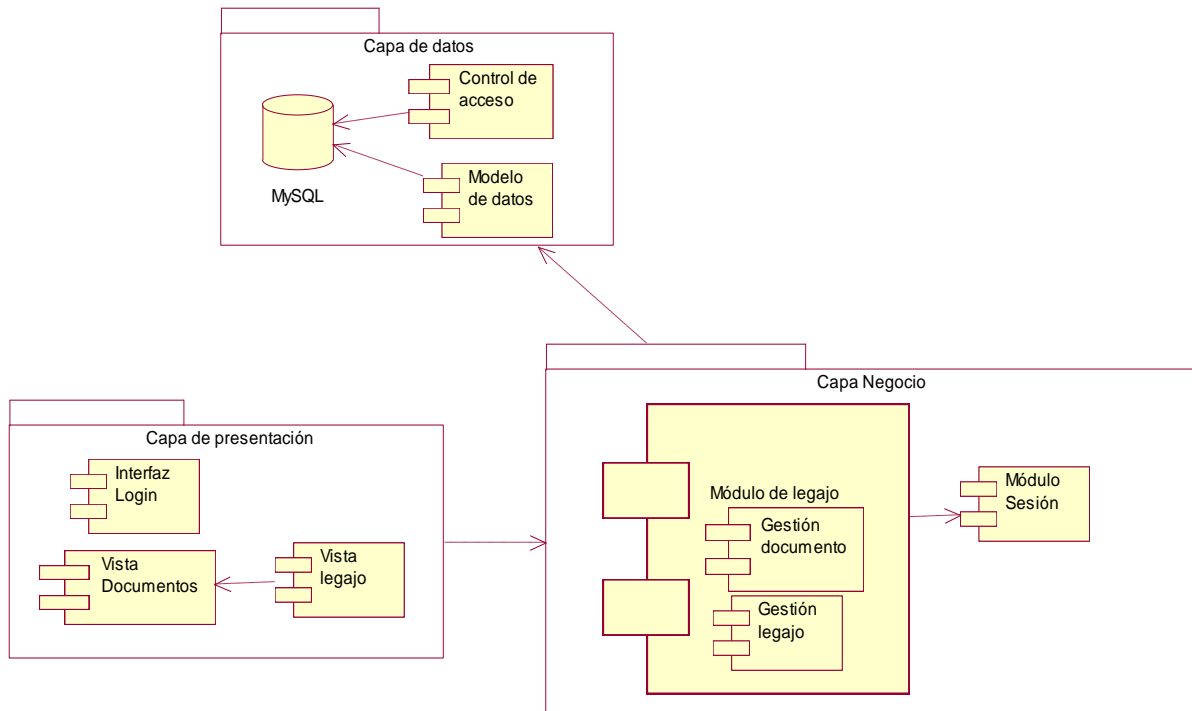 Capa de datos
Control de
acceso
MySQL
Modelo
de datos
Capa Negocio
Capa de presentación
Interfaz
Login
Vista
Documentos
Vista
legajo
Módulo de legajo
Gestión
documento
Gestión
legajo
Módulo
Sesión